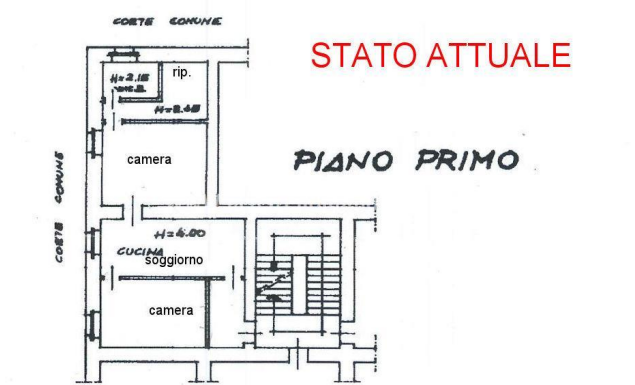 CORTE COMUNE
STATO ATTUALE
rip.
H=2.15
H=2.45
PIANO PRIMO
camera
CORTE COMUNE
H=4.00
CUCINA
soggiorno
camera